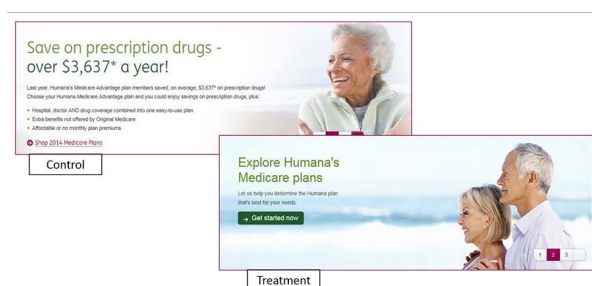 Save on prescription drugs -
over $3,637* a year!
Last year, Humana's Medicare Advantage plan members saved, on average, $3,637* on prescription drugs!
Choose your Humana Medicare Advantage plan and you could enjoy savings on prescription drugs, plus:
• Hospital, doctor AND drug coverage combined into one easy-to-use plan
• Extra benefits not offered by Original Medicare
• Affordable or no monthly plan premiums
Shop 2014 Medicare Plans
Control
Explore Humana's
Medicare plans
Let us help you determine the Humana plan
that's best for your needs.
→ Get started now
1 2 3
Treatment